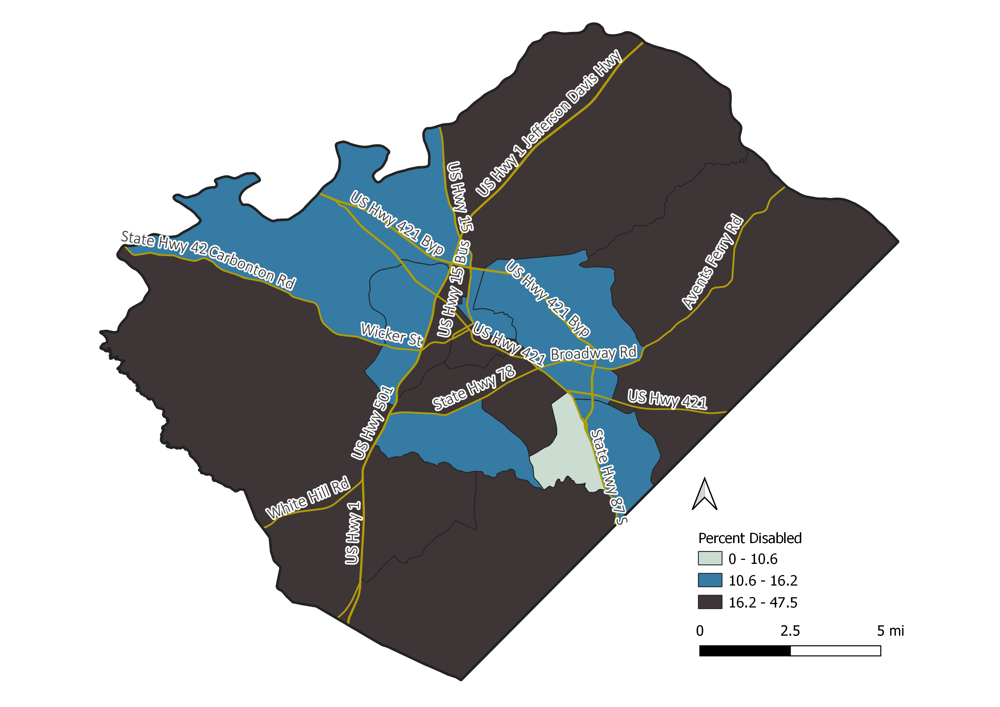 US Hwy 1 Jefferson Davis Hwy
US Hwy 15
US Hwy 421 Byp
State Hwy 42
Carbonton Rd
Avents Ferry Rd
US Hwy 15 Bus
US Hwy 421 Byp
Wicker St
US Hwy 421
Broadway Rd
State Hwy 78
US Hwy 501
US Hwy 421
State Hwy 87 S
White Hill Rd
US Hwy 1
Percent Disabled
0 - 10.6
10.6 - 16.2
16.2 - 47.5
0 2.5 5 mi